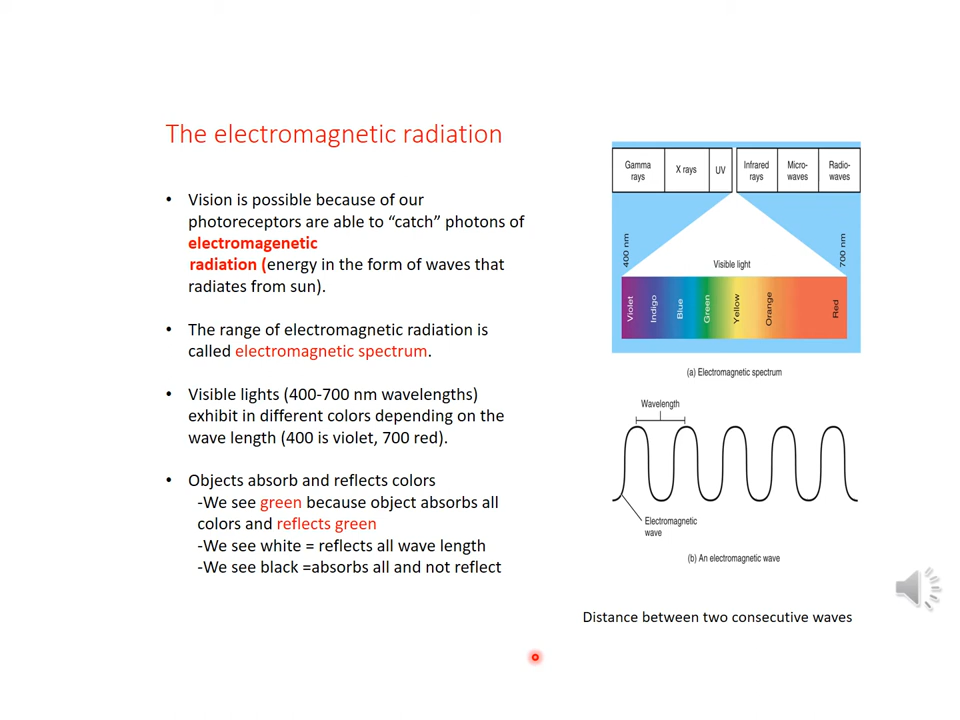 The electromagnetic radiation
• Vision is possible because of our
photoreceptors are able to “catch” photons of
electromagenetic
radiation (energy in the form of waves that
radiates from sun).
• The range of electromagnetic radiation is
called electromagnetic spectrum.
• Visible lights (400-700 nm wavelengths)
exhibit in different colors depending on the
wave length (400 is violet, 700 red).
• Objects absorb and reflects colors
-We see green because object absorbs all
colors and reflects green
-We see white = reflects all wave length
-We see black =absorbs all and not reflect
Gamma
rays
X rays
UV
Infrared
rays
Micro-
waves
Radio-
waves
400 nm
Visible light
700 nm
Violet
Indigo
Blue
Green
Yellow
Orange
Red
(a) Electromagnetic spectrum
Wavelength
Electromagnetic
wave
(b) An electromagnetic wave
Distance between two consecutive waves